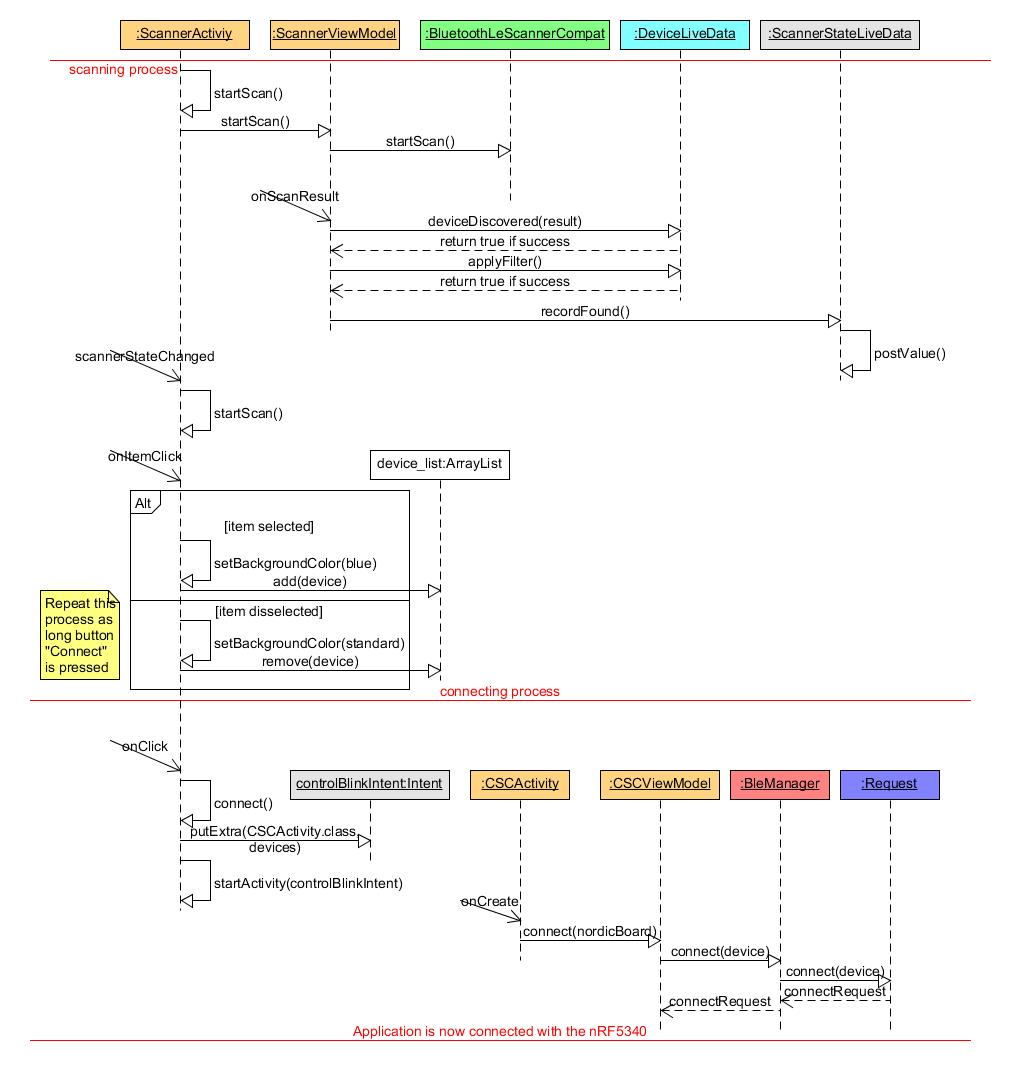 :ScannerActiviy
:ScannerViewModel
:BluetoothLeScannerCompat
:DeviceLiveData
:ScannerStateLiveData
scanning process
startScan()
startScan()
startScan()
onScanResult
deviceDiscovered(result)
return true if success
applyFilter()
return true if success
recordFound()
scannerStateChanged
postValue()
startScan()
onItemClick
device_list:ArrayList
Alt
[item selected]
setBackgroundColor(blue)
add(device)
Repeat this
process as
long button
"Connect"
is pressed
[item disselected]
setBackgroundColor(standard)
remove(device)
connecting process
onClick
controlBlinkIntent:Intent
:CSCActivity
:CSCViewModel
:BleManager
:Request
connect()
putExtra(CSCActivity.class,
devices)
startActivity(controlBlinkIntent)
onCreate
connect(nordicBoard)
connect(device)
connect(device)
connectRequest
connectRequest
Application is now connected with the nRF5340